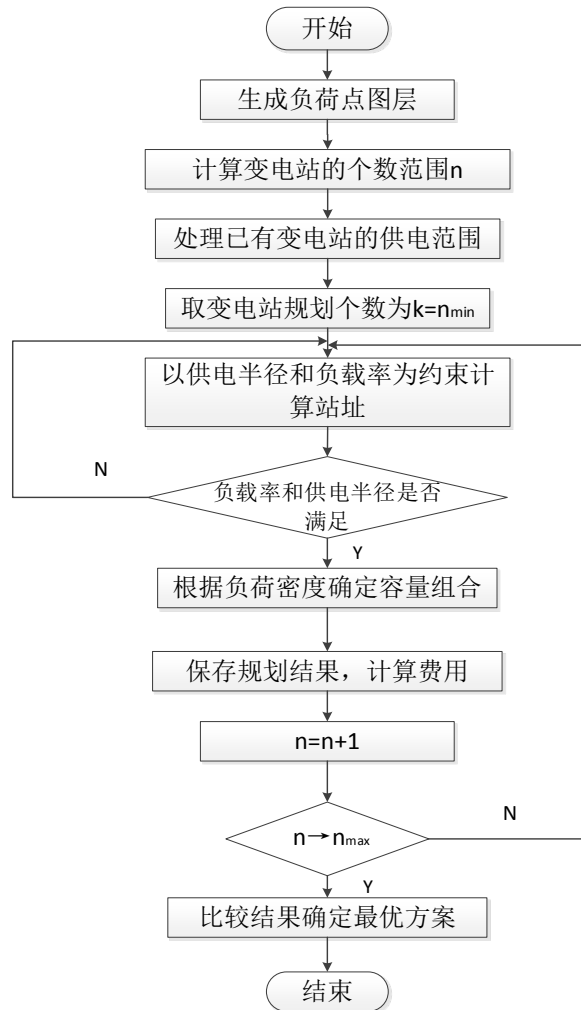 开始
生成负荷点图层
计算变电站的个数范围n
处理已有变电站的供电范围
取变电站规划个数为k=nmin
以供电半径和负载率为约束计
算站址
N
负载率和供电半径是否
满足
Y
根据负荷密度确定容量组合
保存规划结果，计算费用
n=n+1
N
n→nmax
Y
比较结果确定最优方案
结束